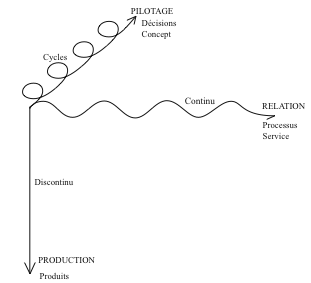 PILOTAGE
Décisions
Concept
Cycles
Continu
RELATION
Processus
Service
Discontinu
PRODUCTION
Produits